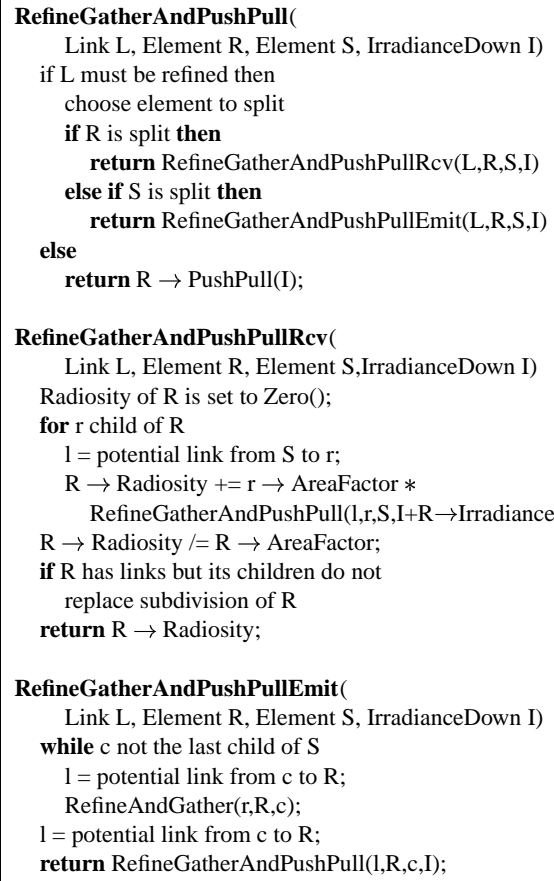 RefineGatherAndPushPull(
Link L, Element R, Element S, IrradianceDown I)
if L must be refined then
choose element to split
if R is split then
return RefineGatherAndPushPullRcv(L,R,S,I)
else if S is split then
return RefineGatherAndPushPullEmit(L,R,S,I)
else
return R → PushPull(I);
RefineGatherAndPushPullRcv(
Link L, Element R, Element S,IrradianceDown I)
Radiosity of R is set to Zero();
for r child of R
l = potential link from S to r;
R → Radiosity += r → AreaFactor *
RefineGatherAndPushPull(l,r,S,I+R→Irradiance
R → Radiosity /= R → AreaFactor;
if R has links but its children do not
replace subdivision of R
return R → Radiosity;
RefineGatherAndPushPullEmit(
Link L, Element R, Element S, IrradianceDown I)
while c not the last child of S
l = potential link from c to R;
RefineAndGather(r,R,c);
l = potential link from c to R;
return RefineGatherAndPushPull(l,R,c,I);